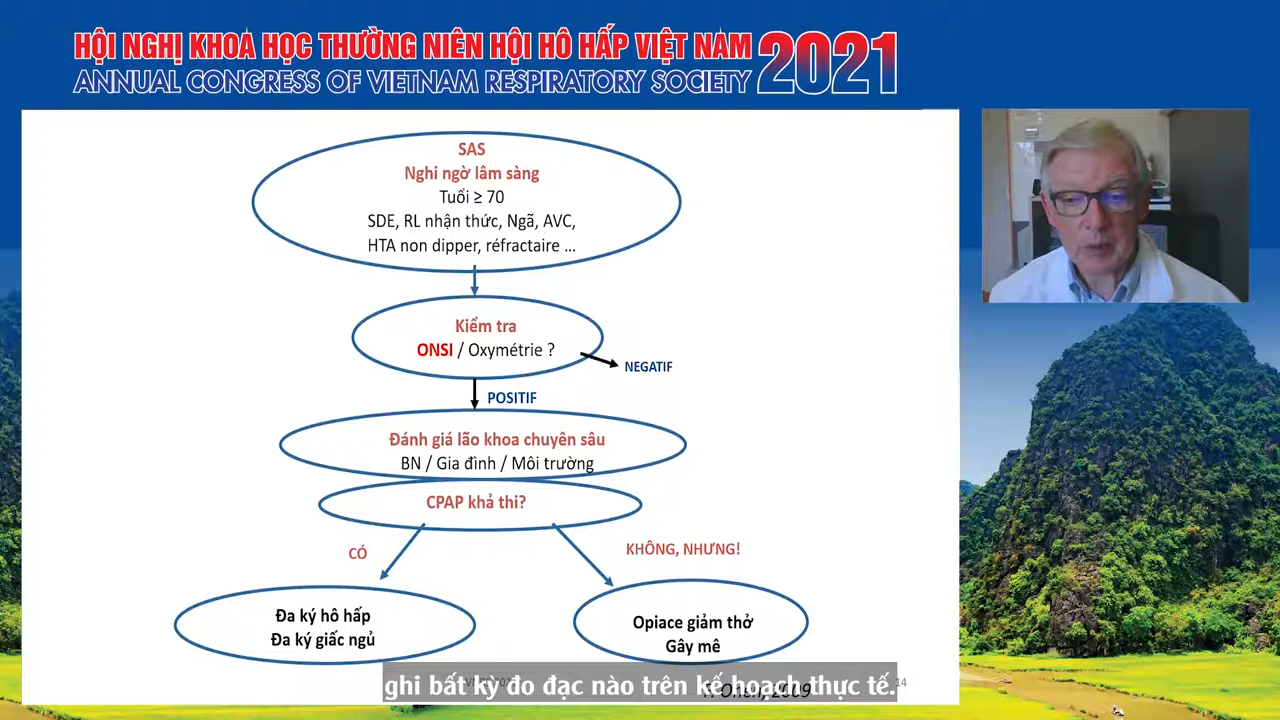 HỘI NGHỊ KHOA HỌC THƯỜNG NIÊN HỘI HÔ HẤP VIỆT NAM
ANNUAL CONGRESS OF VIETNAM RESPIRATORY SOCIETY
2021
SAS
Nghi ngờ lâm sàng
Tuổi ≥ 70
SDE, RL nhận thức, Ngã, AVC,
HTA non dipper, réfractaire ...
Kiểm tra
ONSI / Oxymétrie ?
NEGATIF
POSITIF
Đánh giá lão khoa chuyên sâu
BN / Gia đình / Môi trường
CPAP khả thi?
CÓ
KHÔNG, NHƯNG!
Đa ký hô hấp
Đa ký giấc ngủ
Opiace giảm thở
Gây mê
2009
14
ghi bất kỳ đo đạc nào trên kế hoạch thực tế.